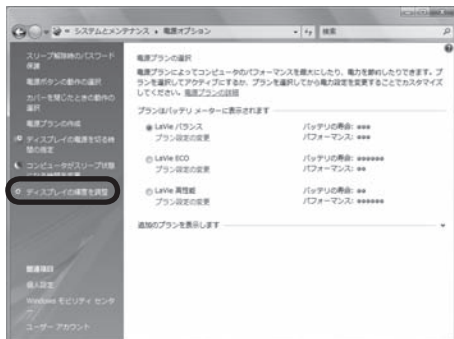 システムとメンテナンス ▸ 電源オプション
検索
スリープ解除時のパスワード
保護
電源ボタンの動作の選択
カバーを閉じたときの動作の
選択
電源プランの作成
ディスプレイの電源を切る時
間の指定
コンピュータがスリープ状態
になる時間を変更
ディスプレイの輝度を調整
関連項目
個人設定
Windows モビリティ センタ
ー
ユーザー アカウント
電源プランの選択
電源プランによってコンピュータのパフォーマンスを最大にしたり、電力を節約したりできます。プ
ランを選択してアクティブにするか、プランを選択してから電力設定を変更することでカスタマイズ
してください。電源プランの詳細
プランはバッテリ メーターに表示されます
LaVie バランス
バッテリの寿命:
プラン設定の変更
パフォーマンス:
LaVie ECO
バッテリの寿命:
プラン設定の変更
パフォーマンス:
LaVie 高性能
バッテリの寿命:
プラン設定の変更
パフォーマンス:
追加のプランを表示します